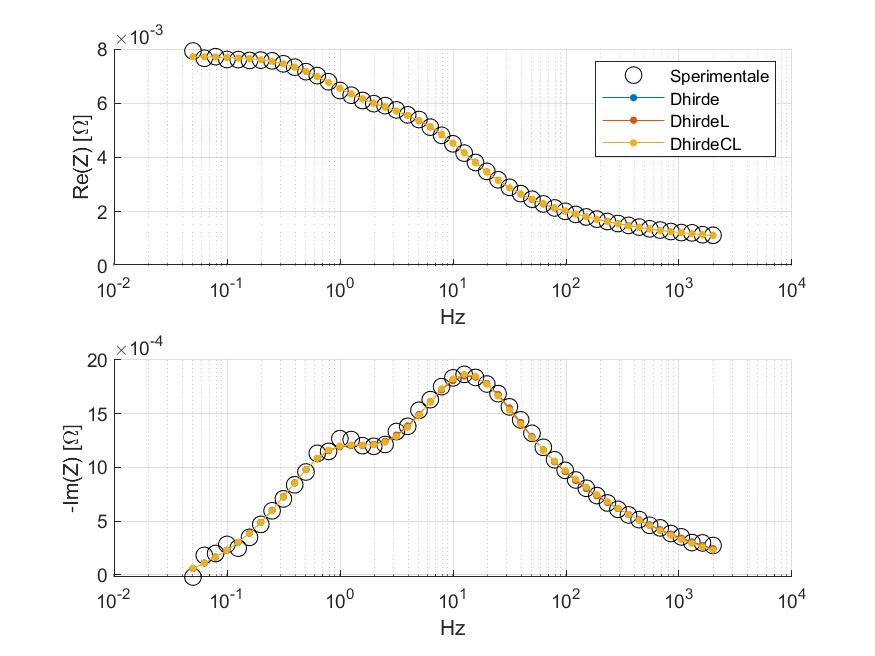 ×10⁻³
8
6
4
2
0
Re(Z) [Ω]
Sperimentale
Dhirde
DhirdeL
DhirdeCL
10⁻² 10⁻¹ 10⁰ 10¹ 10² 10³ 10⁴
Hz
×10⁻⁴
20
15
10
5
0
-Im(Z) [Ω]
10⁻² 10⁻¹ 10⁰ 10¹ 10² 10³ 10⁴
Hz